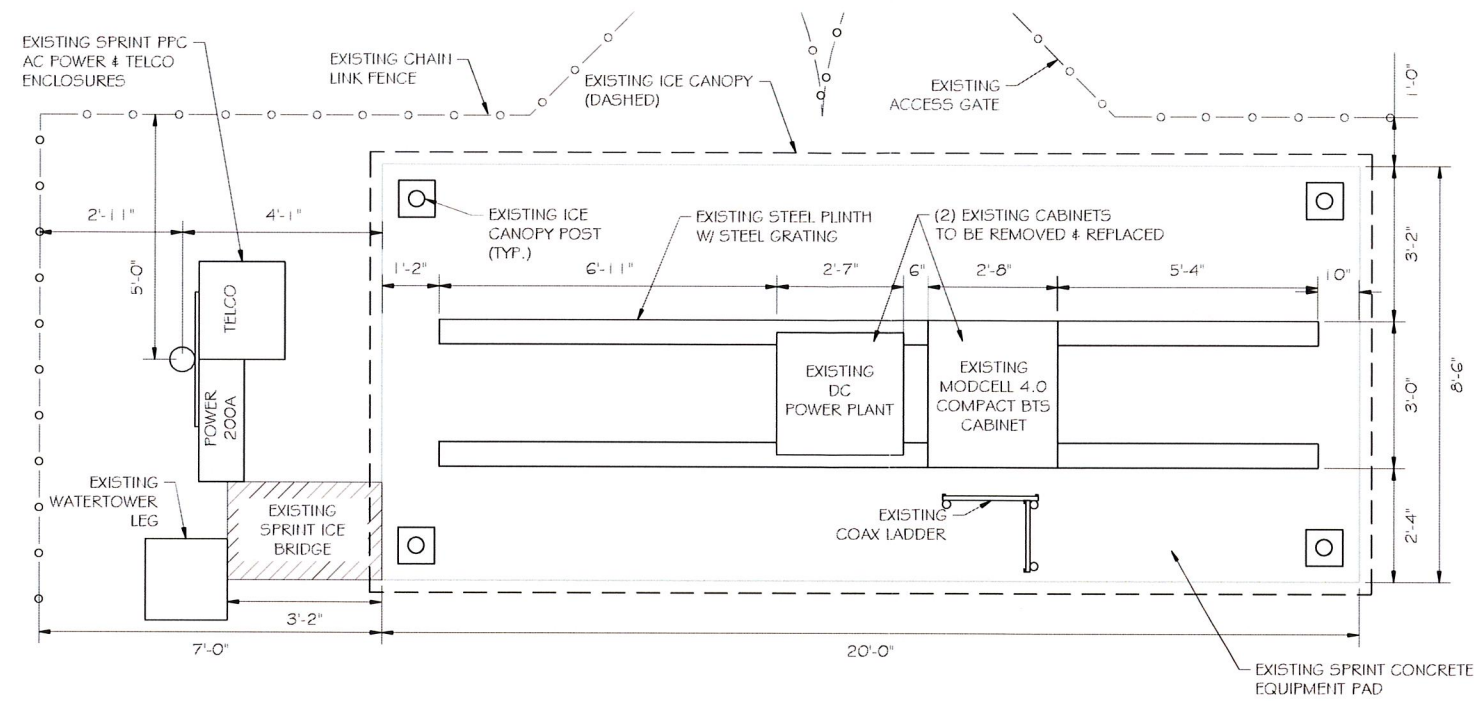 EXISTING SPRINT PPC
AC POWER & TELCO
ENCLOSURES
EXISTING CHAIN
LINK FENCE
EXISTING ICE CANOPY
(DASHED)
EXISTING
ACCESS GATE
1'-0"
2'-11"
4'-1"
5'-0"
EXISTING ICE
CANOPY POST
(TYP.)
EXISTING STEEL PLINTH
W/ STEEL GRATING
(2) EXISTING CABINETS
TO BE REMOVED & REPLACED
1'-2"
6'-11"
2'-7"
6"
2'-8"
5'-4"
10"
3'-2"
TELCO
POWER
200A
EXISTING
DC
POWER PLANT
EXISTING
MODCELL 4.0
COMPACT BTS
CABINET
3'-0"
8'-6"
EXISTING
WATERTOWER
LEG
EXISTING
SPRINT ICE
BRIDGE
EXISTING
COAX LADDER
2'-4"
3'-2"
7'-0"
20'-0"
EXISTING SPRINT CONCRETE
EQUIPMENT PAD